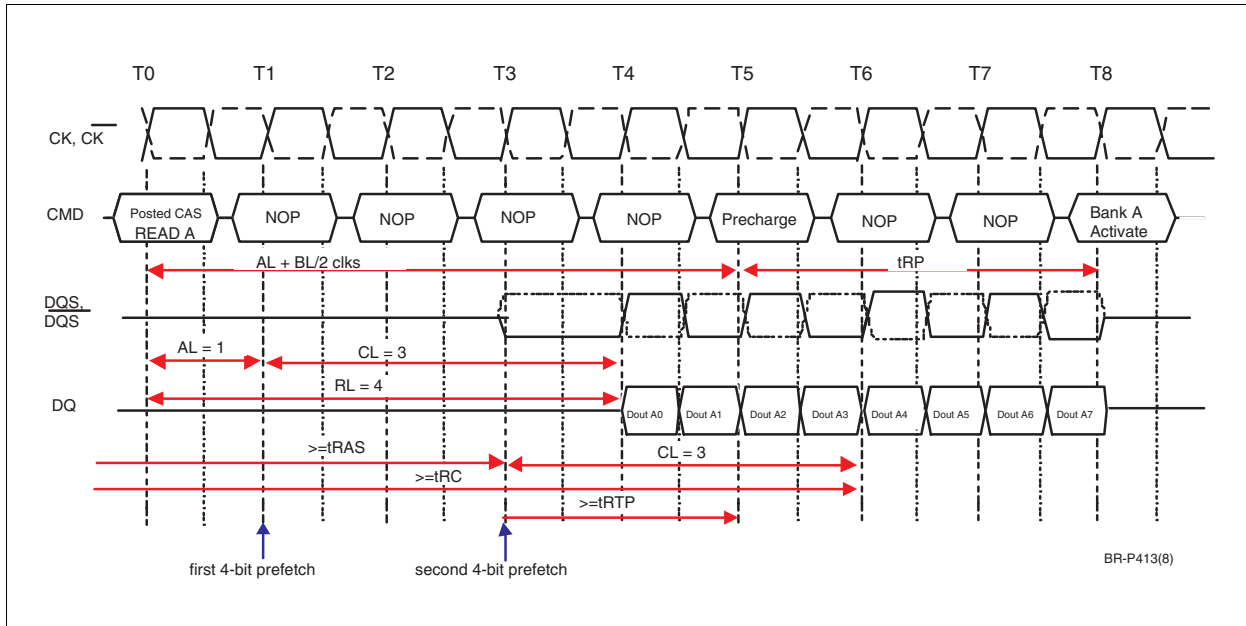 T0 T1 T2 T3 T4 T5 T6 T7 T8
CK, CK
CMD
Posted CAS
READ A
NOP NOP NOP NOP Precharge NOP NOP
Bank A
Activate
AL + BL/2 clks tRP
DQS,
DQS
AL = 1 CL = 3
RL = 4
DQ
Dout A0 Dout A1 Dout A2 Dout A3 Dout A4 Dout A5 Dout A6 Dout A7
>=tRAS CL = 3
>=tRC
>=tRTP
first 4-bit prefetch second 4-bit prefetch
BR-P413(8)